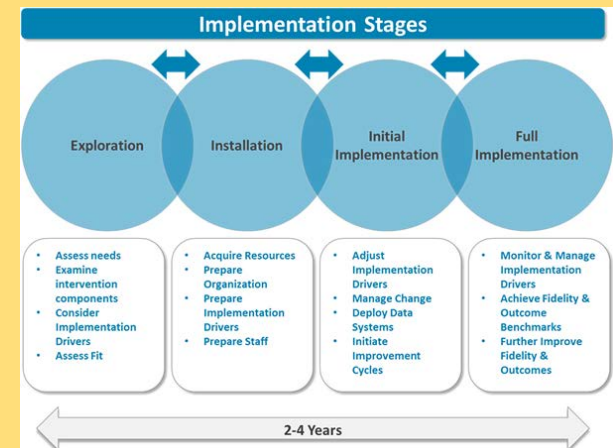 Implementation Stages
Exploration
Installation
Initial
Implementation
Full
Implementation
• Assess needs
• Examine
intervention
components
• Consider
Implementation
Drivers
• Assess Fit
• Acquire Resources
• Prepare
Organization
• Prepare
Implementation
Drivers
• Prepare Staff
• Adjust
Implementation
Drivers
• Manage Change
• Deploy Data
Systems
• Initiate
Improvement
Cycles
• Monitor & Manage
Implementation
Drivers
• Achieve Fidelity &
Outcome
Benchmarks
• Further Improve
Fidelity &
Outcomes
2-4 Years